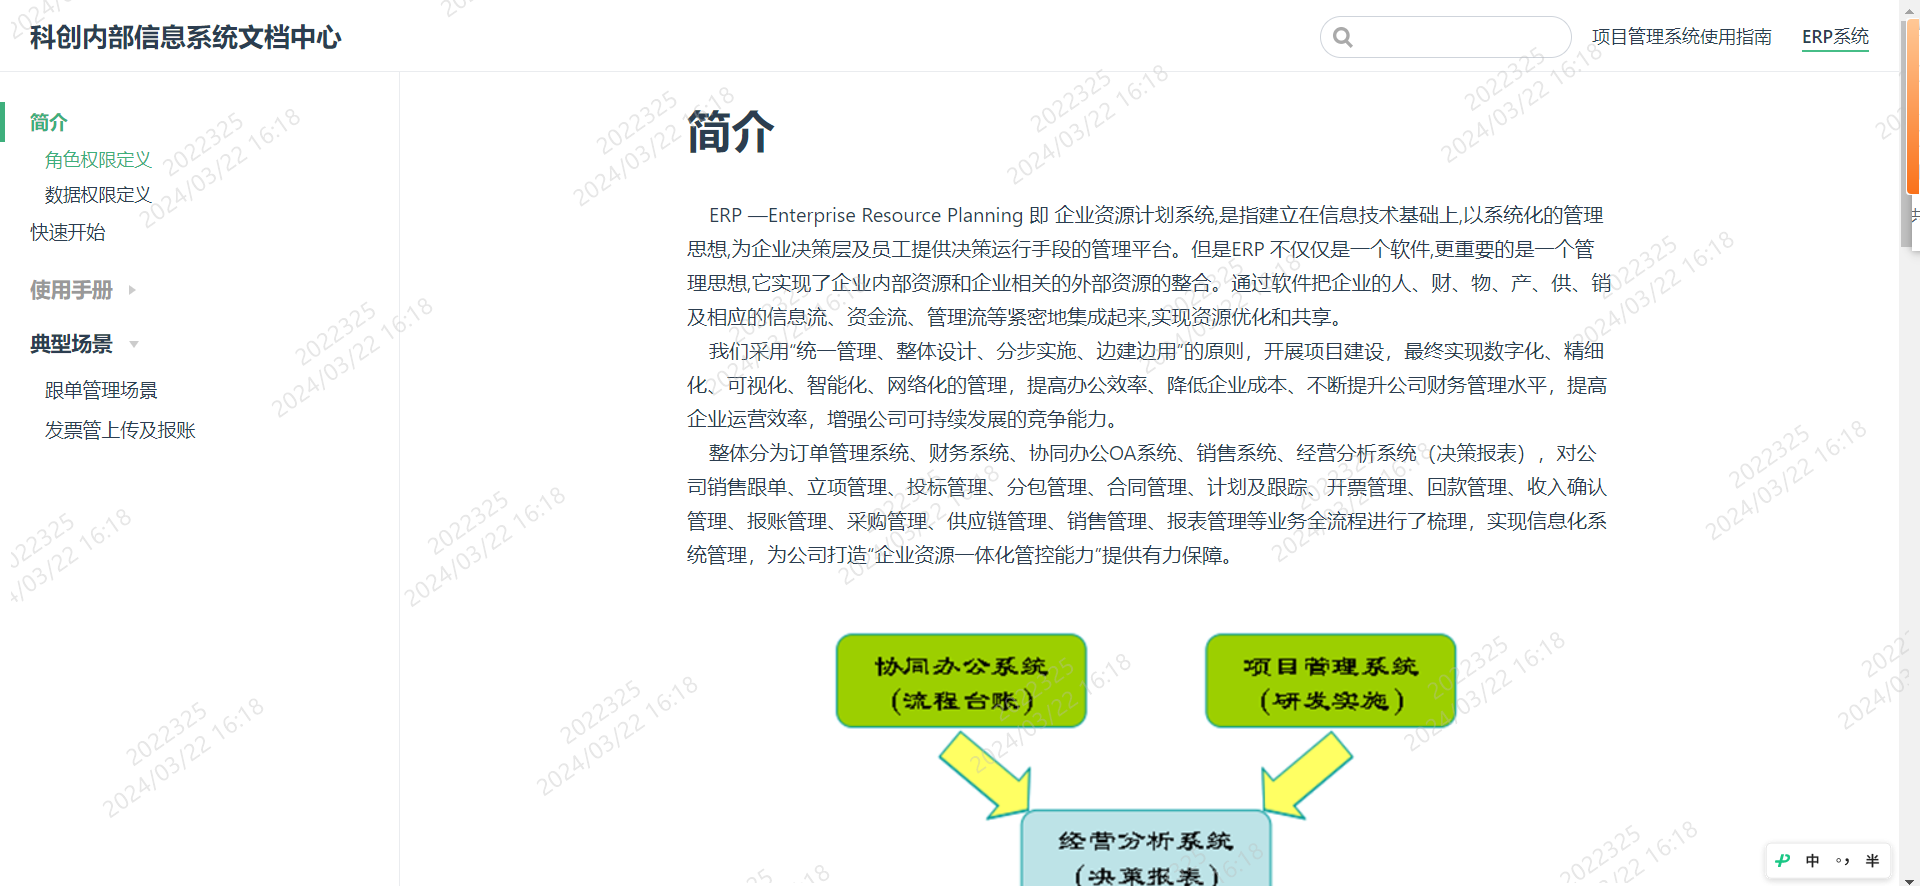 科创内部信息系统文档中心
项目管理系统使用指南
ERP系统
简介
角色权限定义
数据权限定义
快速开始
使用手册
典型场景
跟单管理场景
发票管上传及报账
简介
ERP —Enterprise Resource Planning 即 企业资源计划系统,是指建立在信息技术基础上,以系统化的管理
思想,为企业决策层及员工提供决策运行手段的管理平台。但是ERP 不仅仅是一个软件,更重要的是一个管
理思想,它实现了企业内部资源和企业相关的外部资源的整合。通过软件把企业的人、财、物、产、供、销
及相应的信息流、资金流、管理流等紧密地集成起来,实现资源优化和共享。
我们采用“统一管理、整体设计、分步实施、边建边用”的原则，开展项目建设，最终实现数字化、精细
化、可视化、智能化、网络化的管理，提高办公效率、降低企业成本、不断提升公司财务管理水平，提高
企业运营效率，增强公司可持续发展的竞争能力。
整体分为订单管理系统、财务系统、协同办公OA系统、销售系统、经营分析系统（决策报表），对公
司销售跟单、立项管理、投标管理、分包管理、合同管理、计划及跟踪、开票管理、回款管理、收入确认
管理、报账管理、采购管理、供应链管理、销售管理、报表管理等业务全流程进行了梳理，实现信息化系
统管理，为公司打造“企业资源一体化管控能力”提供有力保障。
协同办公系统
（流程台账）
项目管理系统
（研发实施）
经营分析系统
（决策报表）
中 °, 半
2022325
2024/03/22 16:18